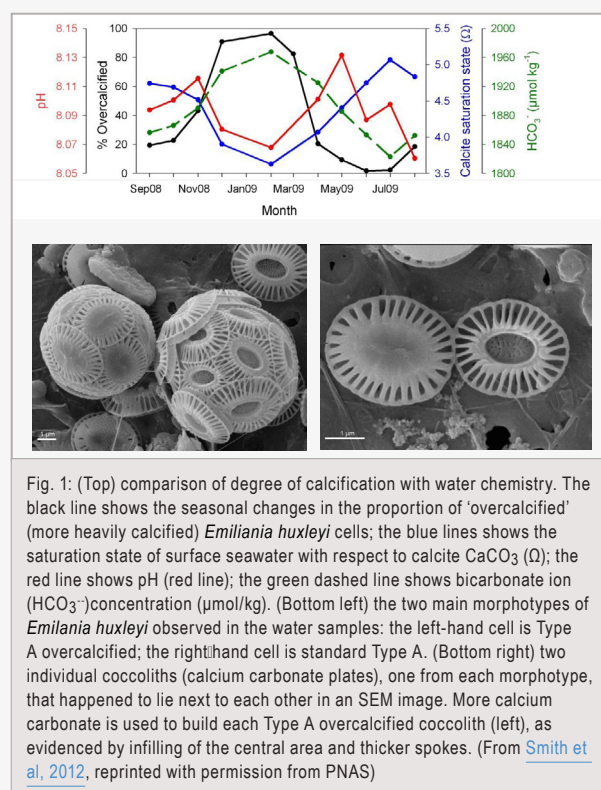 8.15
8.13
8.11
8.09
8.07
8.05
pH
100
80
60
40
20
0
% Overcalcified
5.5
5.0
4.5
4.0
3.5
Calcite saturation state (Ω)
2000
1960
1920
1880
1840
1800
HCO₃⁻ (µmol kg⁻¹)
Sep08 Nov08 Jan09 Mar09 May09 Jul09
Month
1 µm
1 µm
Fig. 1: (Top) comparison of degree of calcification with water chemistry. The
black line shows the seasonal changes in the proportion of ‘overcalcified’
(more heavily calcified) Emiliania huxleyi cells; the blue lines shows the
saturation state of surface seawater with respect to calcite CaCO₃ (Ω); the
red line shows pH (red line); the green dashed line shows bicarbonate ion
(HCO₃⁻⁻)concentration (µmol/kg). (Bottom left) the two main morphotypes of
Emilania huxleyi observed in the water samples: the left-hand cell is Type
A overcalcified; the right▯hand cell is standard Type A. (Bottom right) two
individual coccoliths (calcium carbonate plates), one from each morphotype,
that happened to lie next to each other in an SEM image. More calcium
carbonate is used to build each Type A overcalcified coccolith (left), as
evidenced by infilling of the central area and thicker spokes. (From Smith et
al, 2012, reprinted with permission from PNAS)